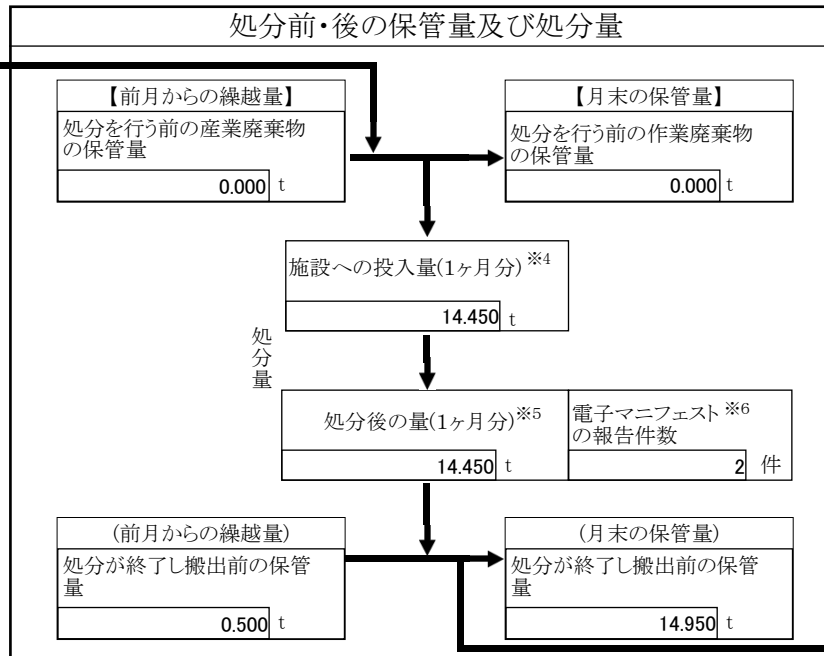 処分前・後の保管量及び処分量
【前月からの繰越量】
処分を行う前の産業廃棄物
の保管量
0.000 t
【月末の保管量】
処分を行う前の作業廃棄物
の保管量
0.000 t
施設への投入量(1ヶ月分)※4
14.450 t
処分量
処分後の量(1ヶ月分)※5
14.450 t
電子マニフェスト※6
の報告件数
2 件
(前月からの繰越量)
処分が終了し搬出前の保管
量
0.500 t
(月末の保管量)
処分が終了し搬出前の保管
量
14.950 t